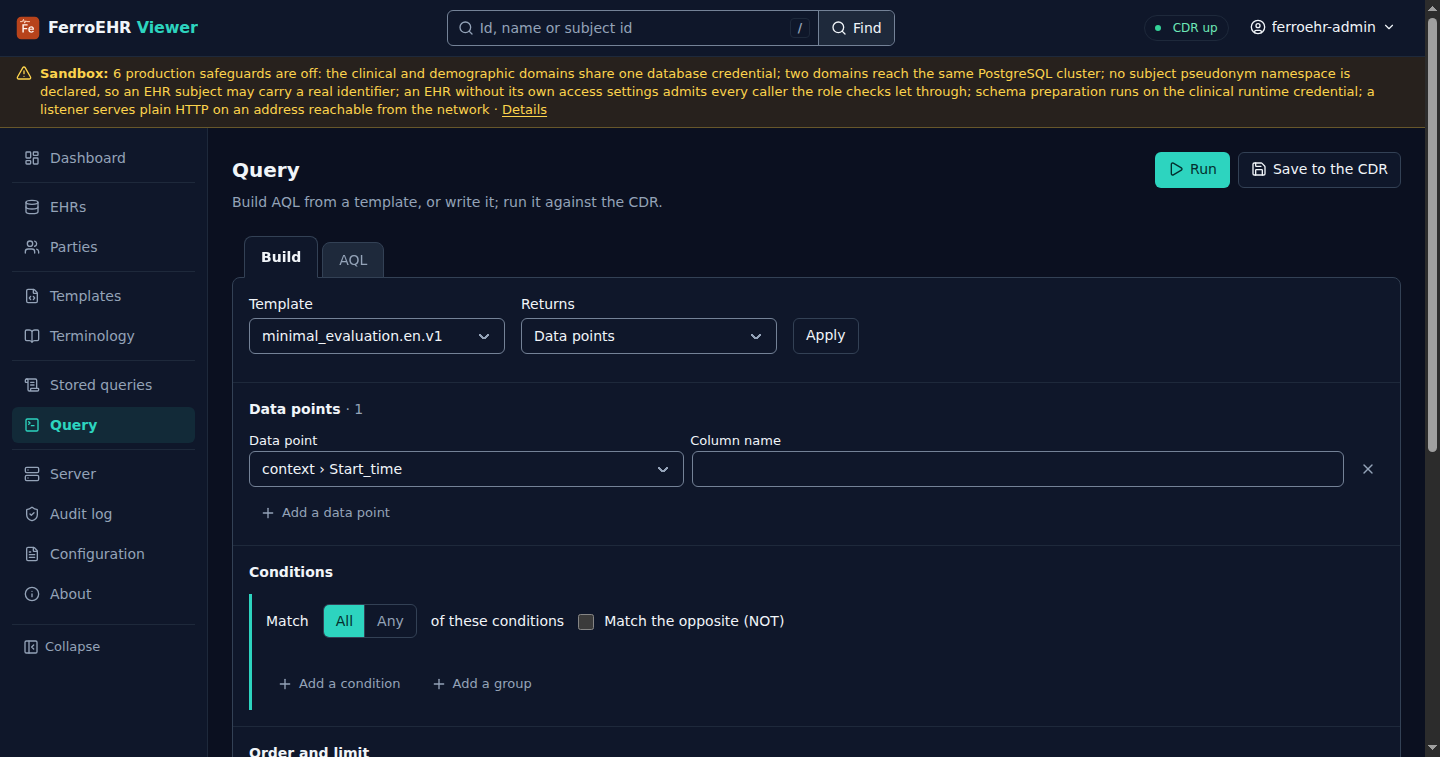 FerroEHR Viewer
Id, name or subject id
/
Find
CDR up
ferroehr-admin
Sandbox: 6 production safeguards are off: the clinical and demographic domains share one database credential; two domains reach the same PostgreSQL cluster; no subject pseudonym namespace is
declared, so an EHR subject may carry a real identifier; an EHR without its own access settings admits every caller the role checks let through; schema preparation runs on the clinical runtime credential; a
listener serves plain HTTP on an address reachable from the network · Details
Dashboard
EHRs
Parties
Templates
Terminology
Stored queries
Query
Server
Audit log
Configuration
About
Collapse
Query
Run
Save to the CDR
Build AQL from a template, or write it; run it against the CDR.
Build
AQL
Template
Returns
minimal_evaluation.en.v1
Data points
Apply
Data points · 1
Data point
Column name
context › Start_time
Add a data point
Conditions
Match
All
Any
of these conditions
Match the opposite (NOT)
Add a condition
Add a group
Order and limit